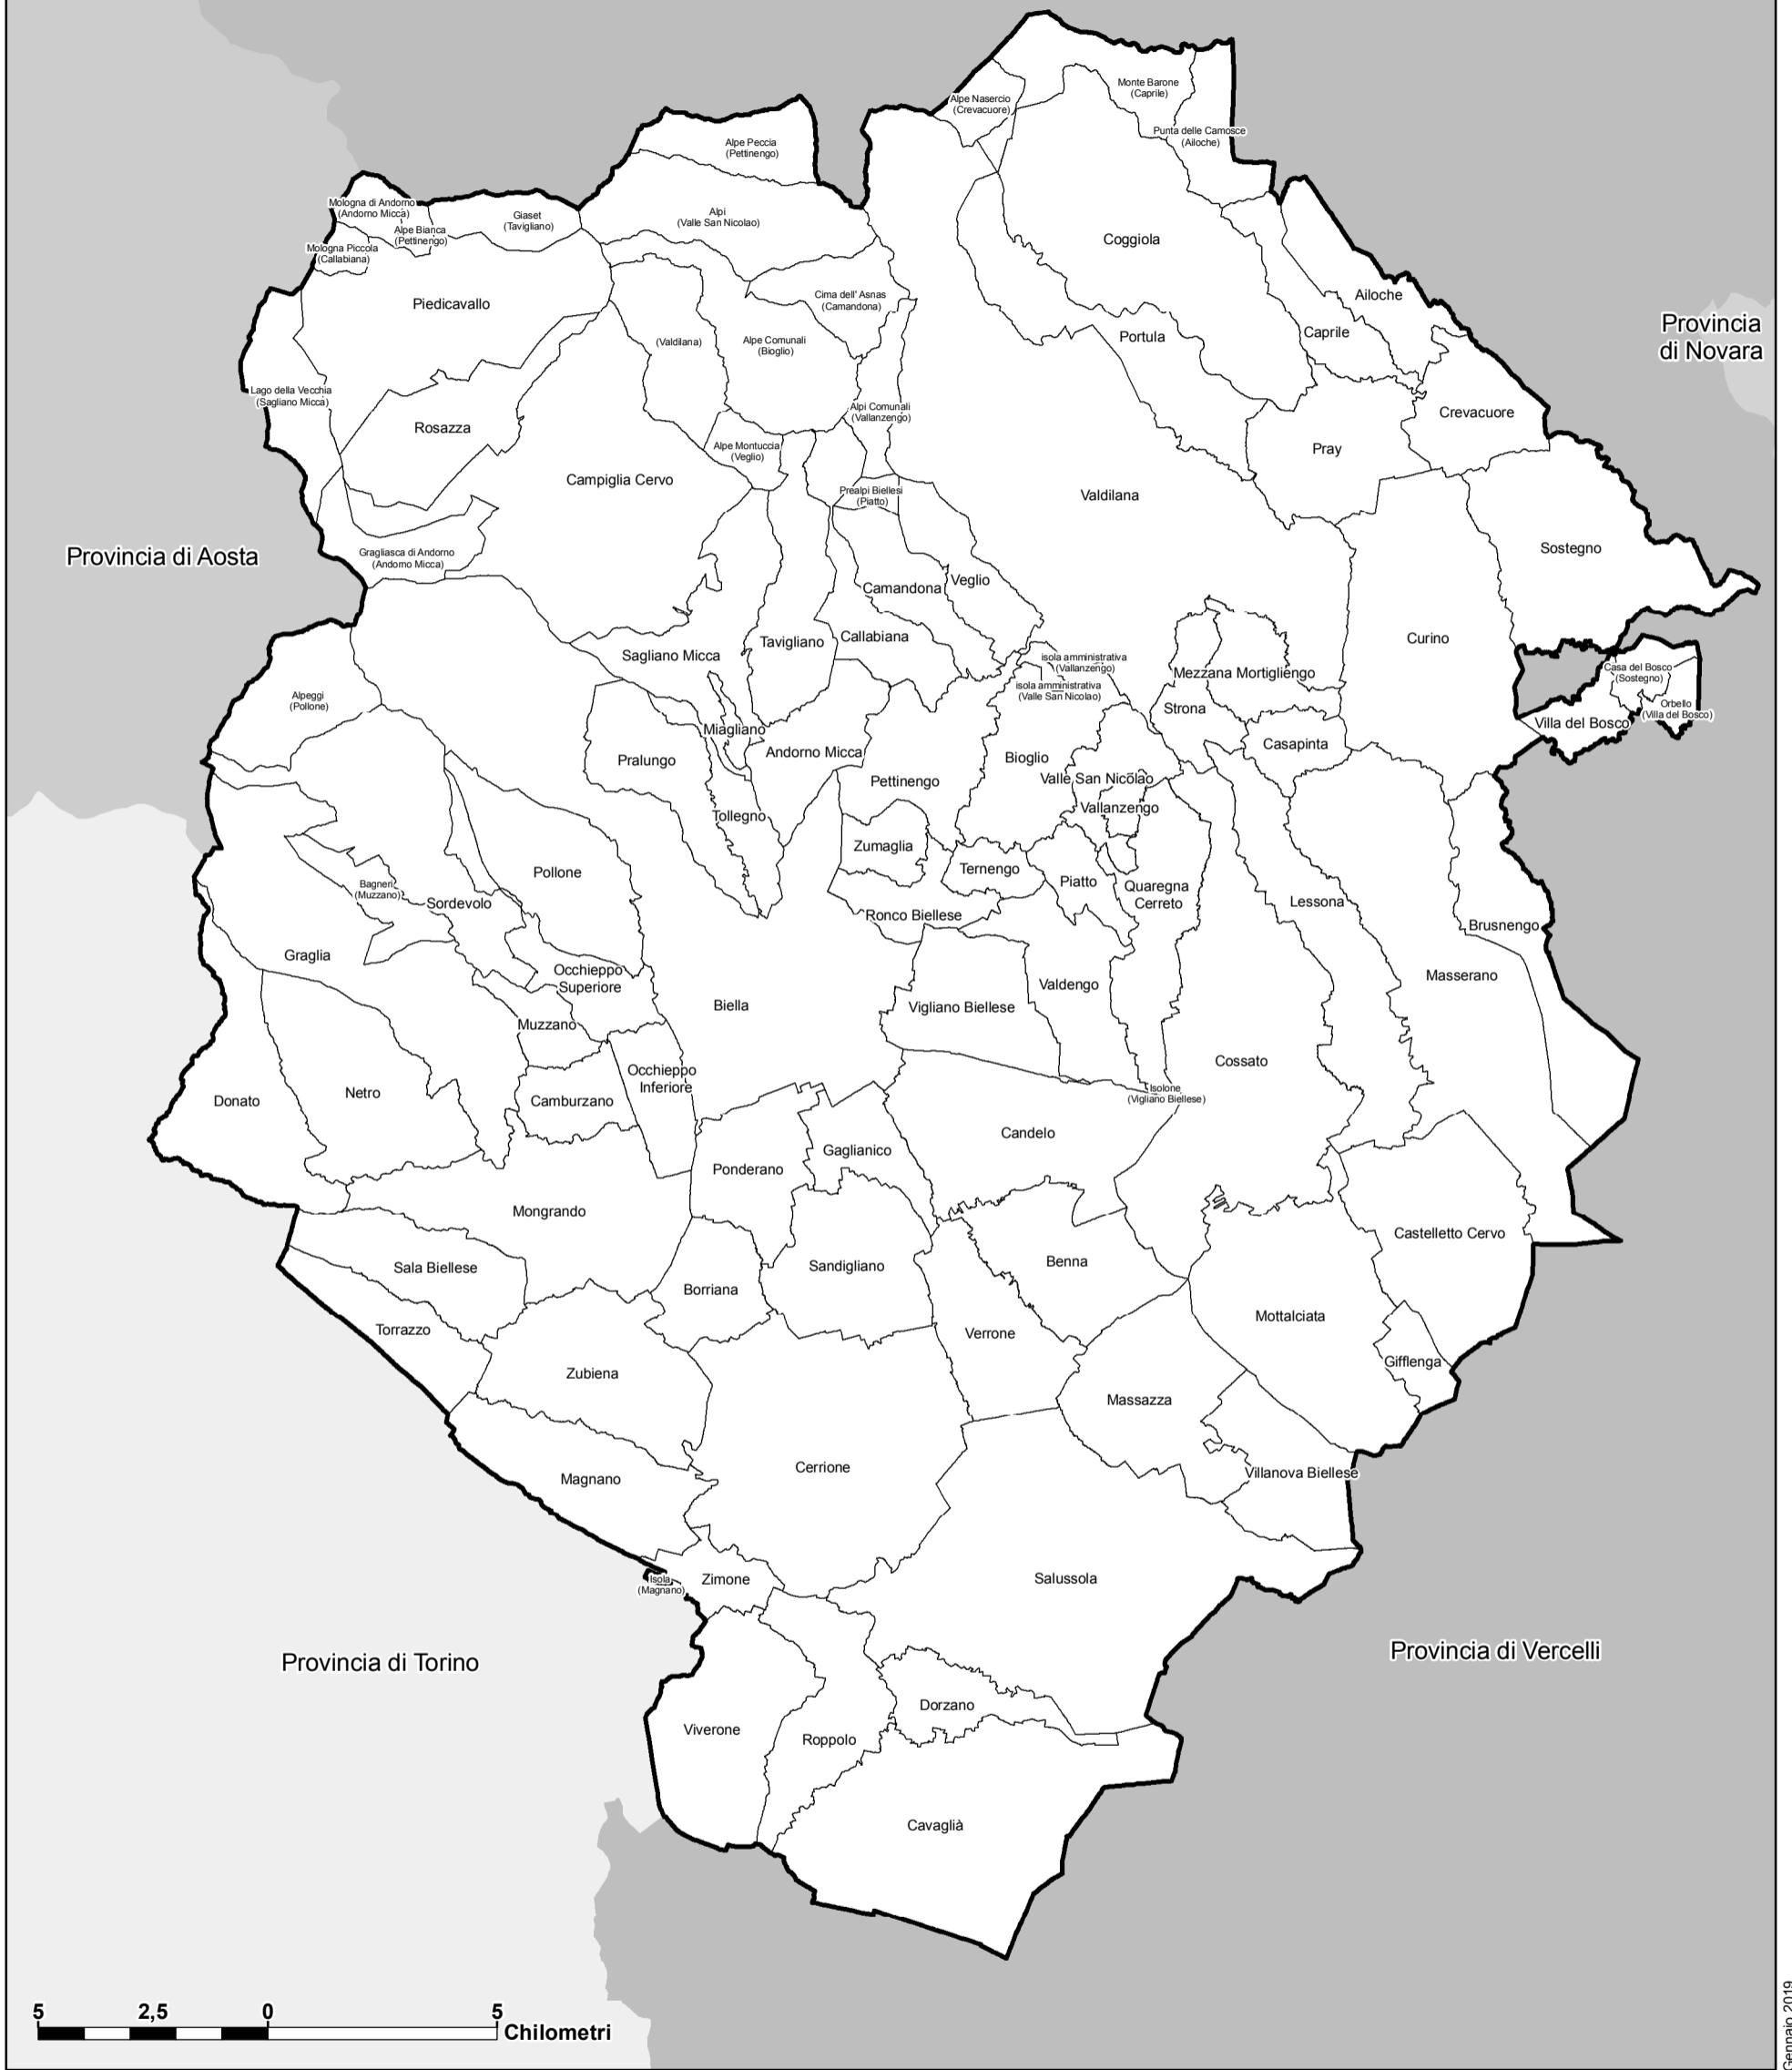 Monte Barone
(Caprile)
Alpe Nasercio
(Crevacuore)
Punta delle Camosce
(Ailoche)
Alpe Peccia
(Pettinengo)
Mologna di Andorno
(Andorno Micca)
Giaset
(Tavigliano)
Alpi
(Valle San Nicolao)
Alpe Bianca
(Pettinengo)
Mologna Piccola
(Callabiana)
Coggiola
Piedicavallo
Cima dell' Asnas
(Camandona)
Ailoche
Provincia
di Novara
Caprile
Portula
(Valdilana)
Alpe Comunali
(Bioglio)
Lago della Vecchia
(Sagliano Micca)
Alpi Comunali
(Vallanzengo)
Crevacuore
Rosazza
Pray
Alpe Montuccia
(Veglio)
Campiglia Cervo
Prealpi Biellesi
(Piatto)
Valdilana
Sostegno
Provincia di Aosta
Gragliasca di Andorno
(Andorno Micca)
Camandona
Veglio
Curino
Callabiana
Tavigliano
Sagliano Micca
isola amministrativa
(Vallanzengo)
isola amministrativa
(Valle San Nicolao)
Mezzana Mortigliengo
Casa del Bosco
(Sostegno)
Orbello
(Villa del Bosco)
Alpeggi
(Pollone)
Strona
Villa del Bosco
Miagliano
Casapinta
Andorno Micca
Pralungo
Bioglio
Pettinengo
Valle San Nicolao
Vallanzengo
Tollegno
Zumaglia
Ternengo
Pollone
Piatto
Quaregna
Cerreto
Bagneri
(Muzzano)
Sordevolo
Lessona
Ronco Biellese
Brusnengo
Graglia
Occhieppo
Superiore
Masserano
Valdengo
Biella
Vigliano Biellese
Muzzano
Cossato
Occhieppo
Inferiore
Isolone
(Vigliano Biellese)
Netro
Donato
Camburzano
Candelo
Gaglianico
Ponderano
Mongrando
Castelletto Cervo
Benna
Sandigliano
Sala Biellese
Borriana
Mottalciata
Torrazzo
Verrone
Gifflenga
Zubiena
Massazza
Cerrione
Villanova Biellese
Magnano
Salussola
Zimone
Isola
(Magnano)
Provincia di Torino
Provincia di Vercelli
Dorzano
Viverone
Roppolo
Cavaglià
5 2,5 0 5
Chilometri
Gennaio 2019